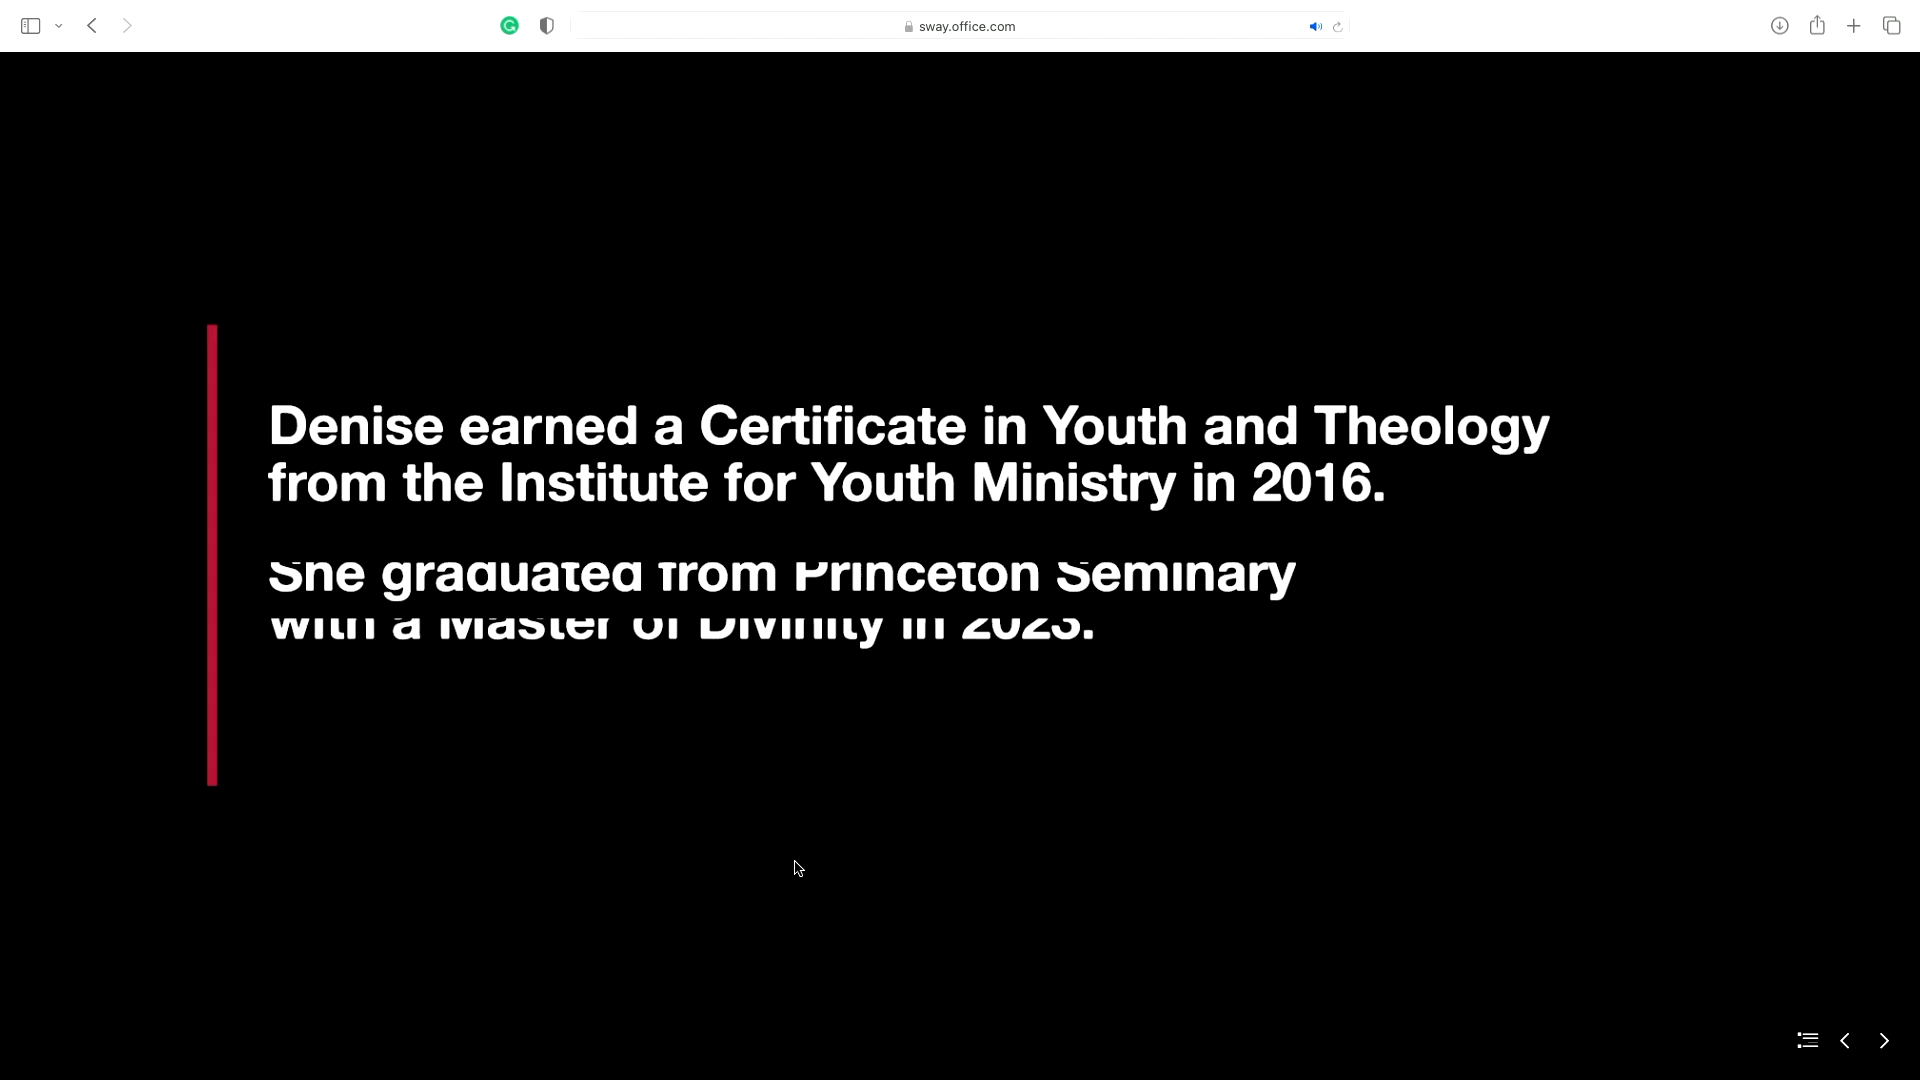 sway.office.com
Denise earned a Certificate in Youth and Theology
from the Institute for Youth Ministry in 2016.
She graduated from Princeton Seminary
with a Master of Divinity in 2023.